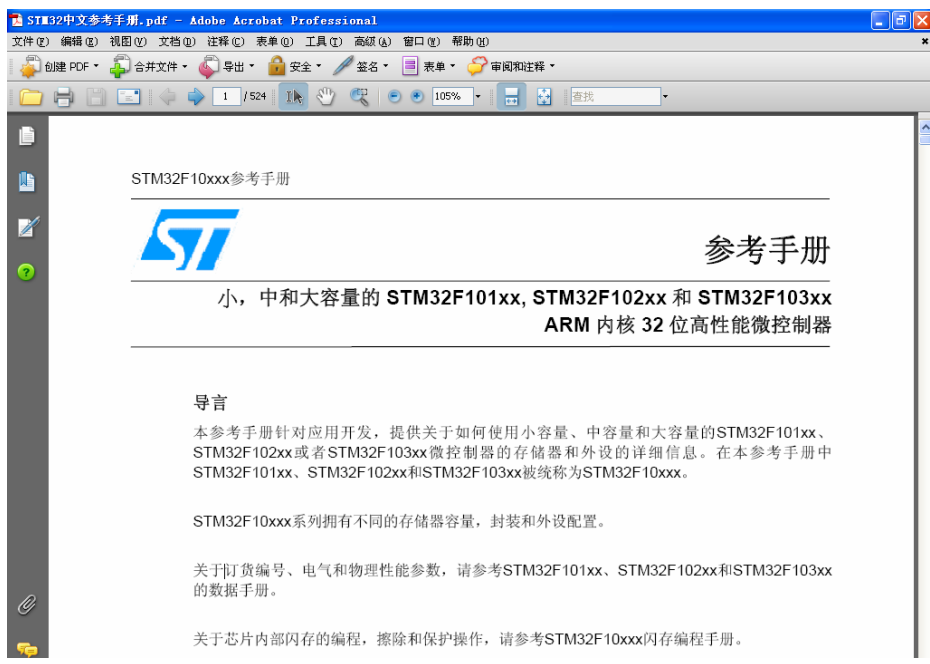 STM32中文参考手册.pdf - Adobe Acrobat Professional
文件(F) 编辑(E) 视图(V) 文档(D) 注释(C) 表单(O) 工具(T) 高级(A) 窗口(W) 帮助(H)
创建 PDF 合并文件 导出 安全 签名 表单 审阅和注释
1 /524 105% 查找
STM32F10xxx参考手册
ST
参考手册
小，中和大容量的 STM32F101xx, STM32F102xx 和 STM32F103xx
ARM 内核 32 位高性能微控制器
导言
本参考手册针对应用开发，提供关于如何使用小容量、中容量和大容量的STM32F101xx、
STM32F102xx或者STM32F103xx微控制器的存储器和外设的详细信息。在本参考手册中
STM32F101xx、STM32F102xx和STM32F103xx被统称为STM32F10xxx。
STM32F10xxx系列拥有不同的存储器容量，封装和外设配置。
关于订货编号、电气和物理性能参数，请参考STM32F101xx、STM32F102xx和STM32F103xx
的数据手册。
关于芯片内部闪存的编程，擦除和保护操作，请参考STM32F10xxx闪存编程手册。